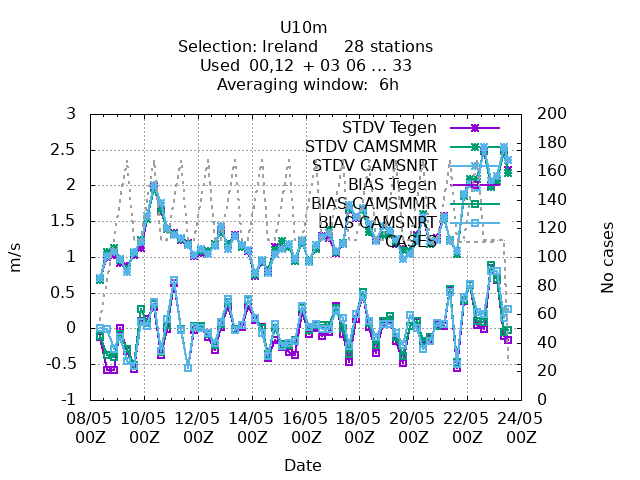 U10m
Selection: Ireland     28 stations
Used  00,12  + 03 06 ... 33
Averaging window:  6h
3
2.5
2
1.5
1
0.5
0
-0.5
-1
200
180
160
140
120
100
80
60
40
20
0
STDV Tegen
STDV CAMSMMR
STDV CAMSNRT
BIAS Tegen
BIAS CAMSMMR
BIAS CAMSNRT
CASES
m/s
No cases
08/05 10/05 12/05 14/05 16/05 18/05 20/05 22/05 24/05
00Z 00Z 00Z 00Z 00Z 00Z 00Z 00Z 00Z
Date